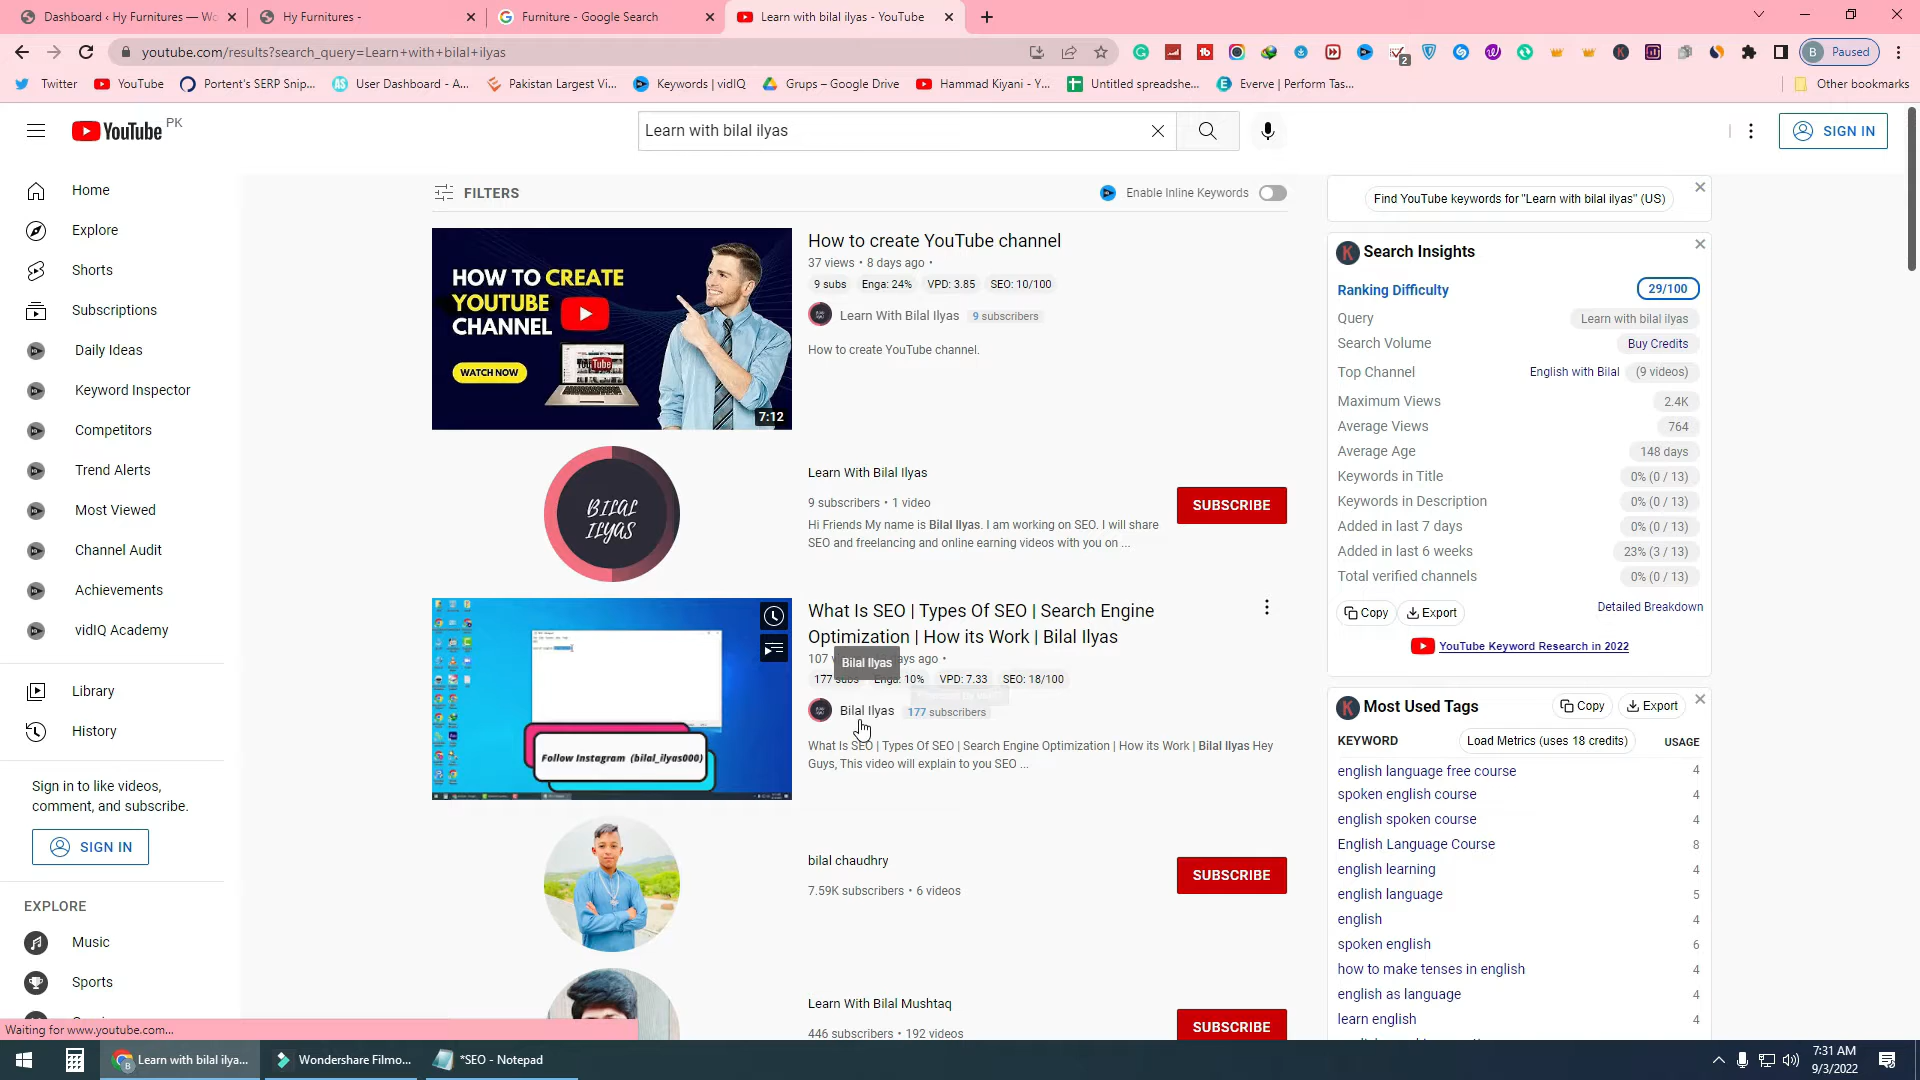 Dashboard ‹ Hy Furnitures — Wo
Hy Furnitures -
Furniture - Google Search
Learn with bilal ilyas - YouTube
youtube.com/results?search_query=Learn+with+bilal+ilyas
2
B Paused
Twitter
YouTube
Portent's SERP Snip...
User Dashboard - A...
Pakistan Largest Vi...
Keywords | vidIQ
Grups – Google Drive
Hammad Kiyani - Y...
Untitled spreadshe...
Everve | Perform Tas...
Other bookmarks
YouTube PK
Learn with bilal ilyas
SIGN IN
Home
Explore
Shorts
Subscriptions
Daily Ideas
Keyword Inspector
Competitors
Trend Alerts
Most Viewed
Channel Audit
Achievements
vidIQ Academy
Library
History
Sign in to like videos,
comment, and subscribe.
SIGN IN
EXPLORE
Music
Sports
FILTERS
Enable Inline Keywords
HOW TO CREATE
YOUTUBE
CHANNEL
WATCH NOW
7:12
How to create YouTube channel
37 views • 8 days ago •
9 subs Enga: 24% VPD: 3.85 SEO: 10/100
Learn With Bilal Ilyas 9 subscribers
How to create YouTube channel.
BILAL
ILYAS
Learn With Bilal Ilyas
9 subscribers • 1 video
Hi Friends My name is Bilal Ilyas. I am working on SEO. I will share
SEO and freelancing and online earning videos with you on ...
SUBSCRIBE
Follow Instagram (bilal_ilyas000)
What Is SEO | Types Of SEO | Search Engine
Optimization | How its Work | Bilal Ilyas
107 days ago •
Bilal Ilyas
177 subs Enga: 10% VPD: 7.33 SEO: 18/100
Bilal Ilyas 177 subscribers
What Is SEO | Types Of SEO | Search Engine Optimization | How its Work | Bilal Ilyas Hey
Guys, This video will explain to you SEO ...
bilal chaudhry
7.59K subscribers • 6 videos
SUBSCRIBE
Learn With Bilal Mushtaq
446 subscribers • 192 videos
SUBSCRIBE
Find YouTube keywords for "Learn with bilal ilyas" (US)
Search Insights
Ranking Difficulty 29/100
Query Learn with bilal ilyas
Search Volume Buy Credits
Top Channel English with Bilal (9 videos)
Maximum Views 2.4K
Average Views 764
Average Age 148 days
Keywords in Title 0% (0 / 13)
Keywords in Description 0% (0 / 13)
Added in last 7 days 0% (0 / 13)
Added in last 6 weeks 23% (3 / 13)
Total verified channels 0% (0 / 13)
Copy Export Detailed Breakdown
YouTube Keyword Research in 2022
Most Used Tags Copy Export
KEYWORD Load Metrics (uses 18 credits) USAGE
english language free course 4
spoken english course 4
english spoken course 4
English Language Course 8
english learning 4
english language 5
english 4
spoken english 6
how to make tenses in english 4
english as language 4
learn english 4
Waiting for www.youtube.com...
Learn with bilal ilya...
Wondershare Filmo...
*SEO - Notepad
7:31 AM
9/3/2022